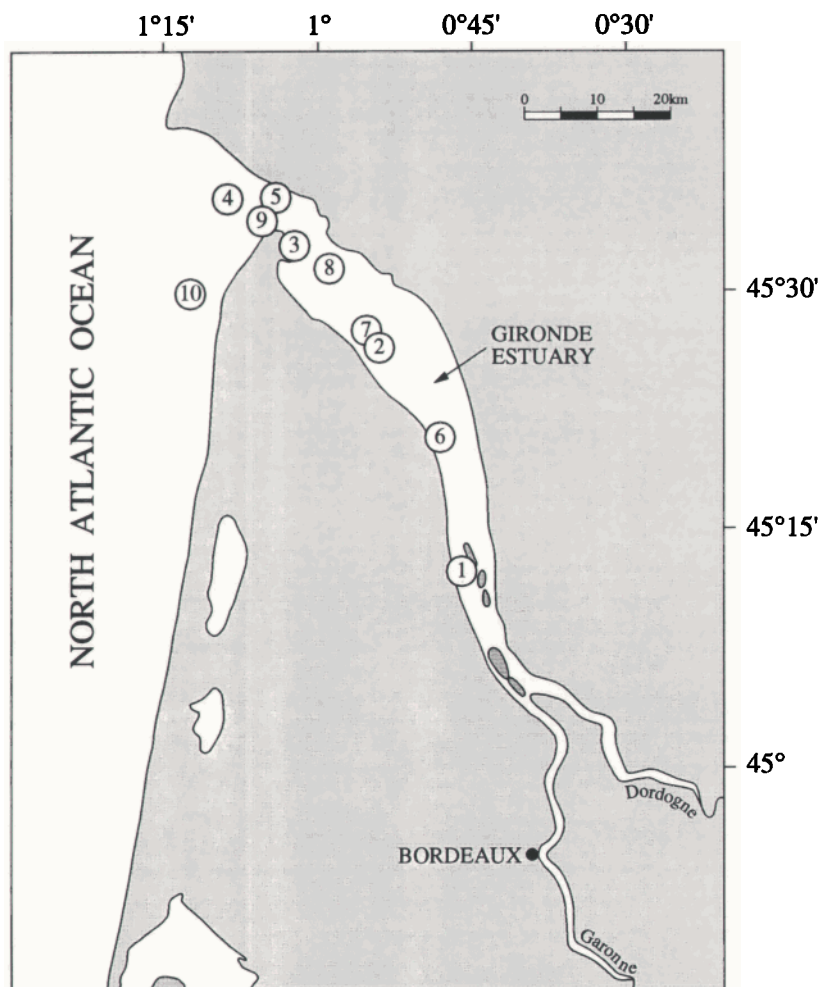 1°15' 1° 0°45' 0°30'
0 10 20km
4
5
9
3
8
10
45°30'
7
2
GIRONDE
ESTUARY
NORTH ATLANTIC OCEAN
6
45°15'
1
45°
Dordogne
BORDEAUX
Garonne